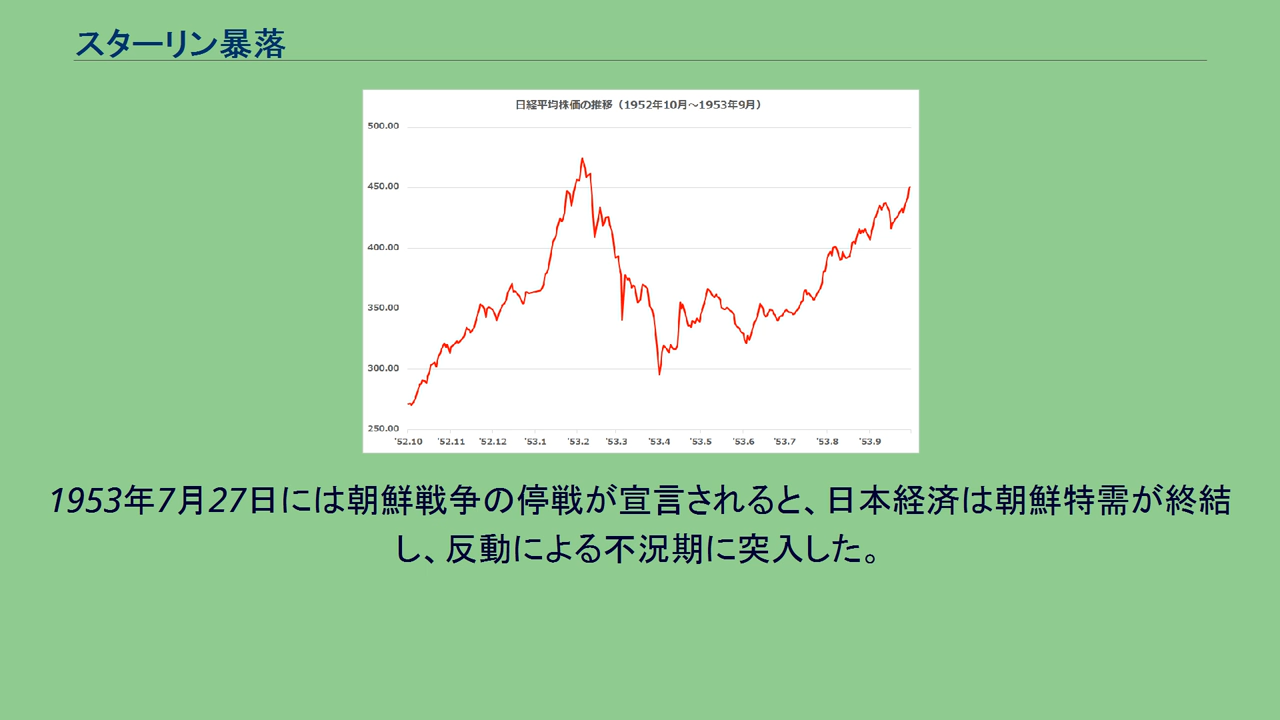 スターリン暴落
日経平均株価の推移（1952年10月～1953年9月）
500.00
450.00
400.00
350.00
300.00
250.00
'52.10 '52.11 '52.12 '53.1 '53.2 '53.3 '53.4 '53.5 '53.6 '53.7 '53.8 '53.9
1953年7月27日には朝鮮戦争の停戦が宣言されると、日本経済は朝鮮特需が終結
し、反動による不況期に突入した。